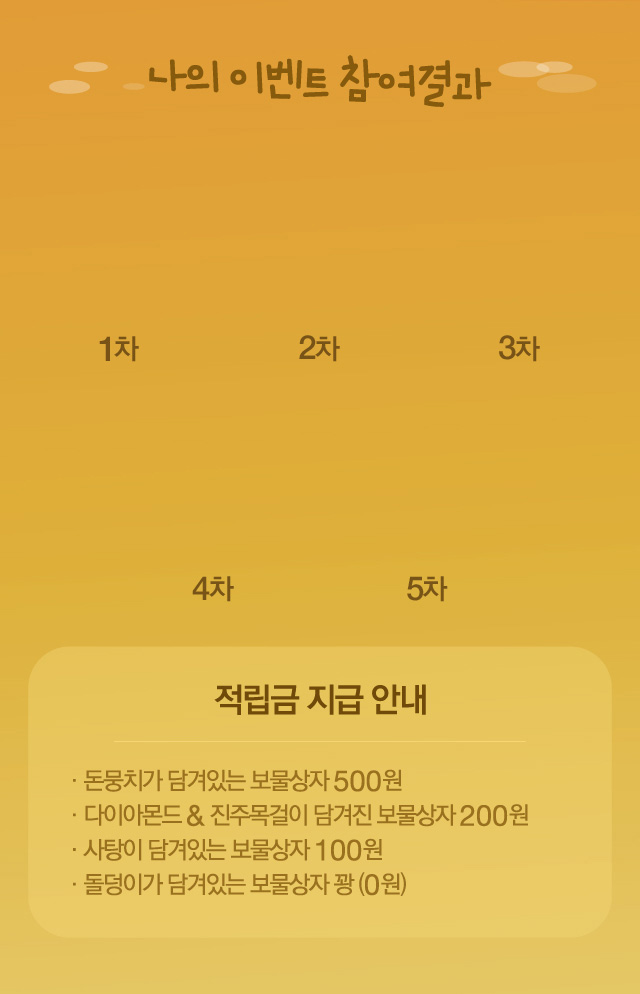 나의 이벤트 참여결과
1차 2차 3차
4차 5차
적립금 지급 안내
· 돈뭉치가 담겨있는 보물상자 500원
· 다이아몬드 & 진주목걸이 담겨진 보물상자 200원
· 사탕이 담겨있는 보물상자 100원
· 돌덩이가 담겨있는 보물상자 꽝 (0원)